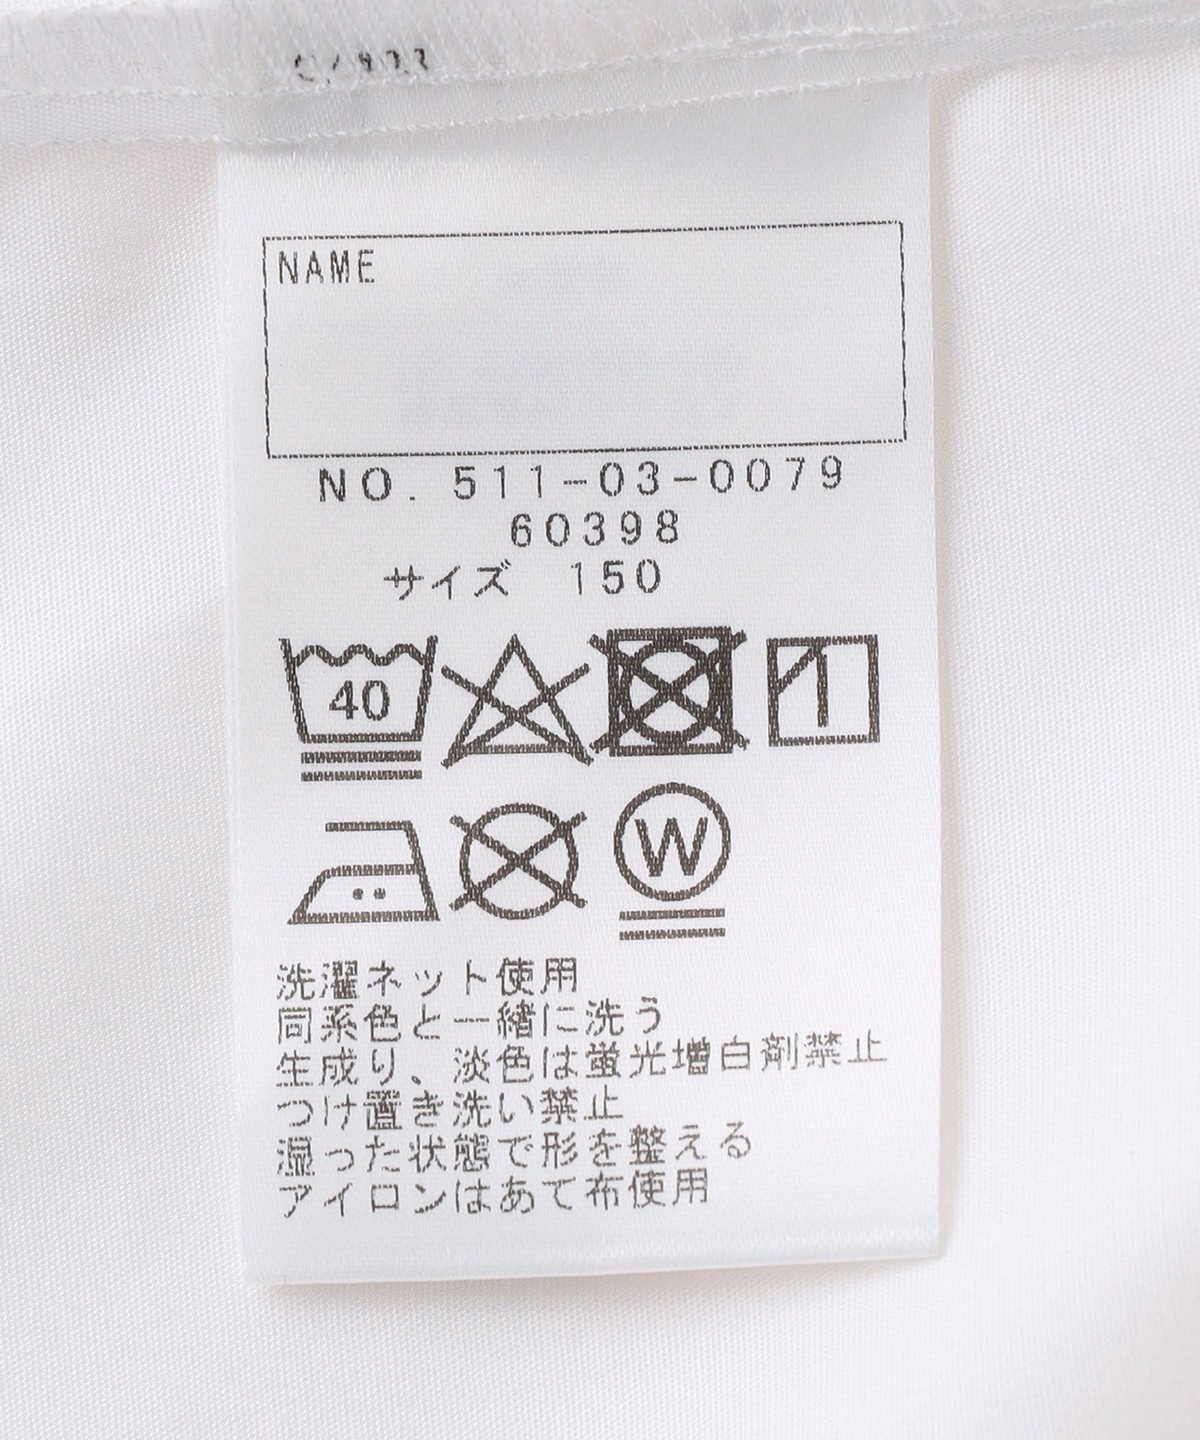 NAME
NO. 511-03-0079
60398
サイズ 150
40
W
洗濯ネット使用
同系色と一緒に洗う
生成り、淡色は蛍光増白剤禁止
つけ置き洗い禁止
湿った状態で形を整える
アイロンはあて布使用